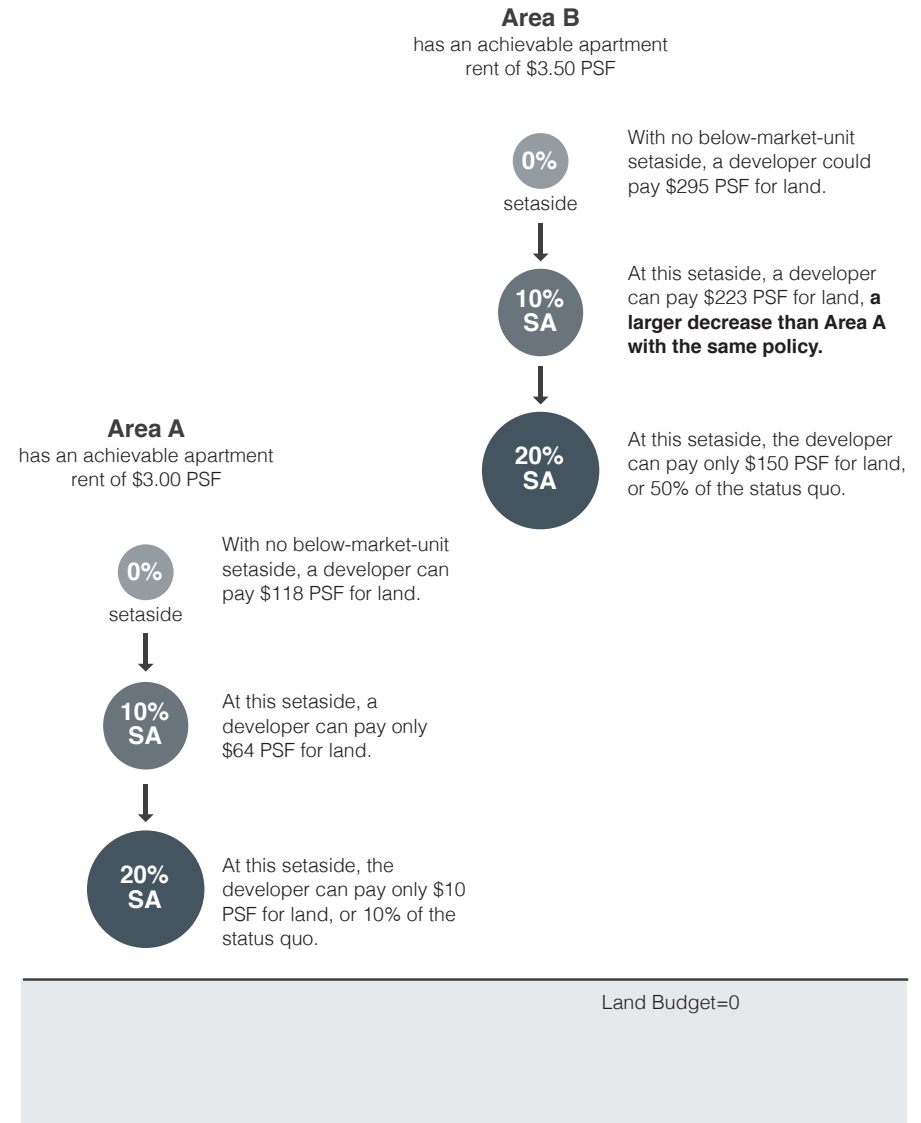 Area B
has an achievable apartment
rent of $3.50 PSF
0%
setaside
With no below-market-unit
setaside, a developer could
pay $295 PSF for land.
10%
SA
At this setaside, a developer
can pay $223 PSF for land, a
larger decrease than Area A
with the same policy.
20%
SA
At this setaside, the developer
can pay only $150 PSF for land,
or 50% of the status quo.
Area A
has an achievable apartment
rent of $3.00 PSF
0%
setaside
With no below-market-unit
setaside, a developer can
pay $118 PSF for land.
10%
SA
At this setaside, a
developer can pay only
$64 PSF for land.
20%
SA
At this setaside, the
developer can pay only $10
PSF for land, or 10% of the
status quo.
Land Budget=0